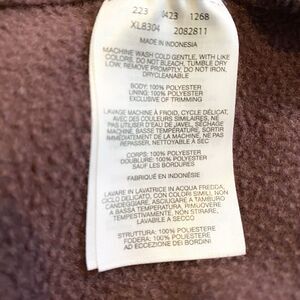 223 0423 1268
XL8304 2082811
MADE IN INDONESIA
MACHINE WASH COLD GENTLE, WITH LIKE
COLORS, DO NOT BLEACH, TUMBLE DRY
LOW, REMOVE PROMPTLY, DO NOT IRON,
DRYCLEANABLE
BODY: 100% POLYESTER
LINING: 100% POLYESTER
EXCLUSIVE OF TRIMMING
LAVAGE MACHINE À FROID, CYCLE DÉLICAT,
AVEC DES COULEURS SIMILAIRES, NE
PAS UTILISER D'EAU DE JAVEL, SÉCHAGE
MACHINE, BASSE TEMPÉRATURE, SORTIR
IMMÉDIATEMENT DE LA MACHINE, NE PAS
REPASSER, NETTOYABLE À SEC
CORPS: 100% POLYESTER
DOUBLURE: 100% POLYESTER
SAUF LES BORDURES
FABRIQUÉ EN INDONÉSIE
LAVARE IN LAVATRICE IN ACQUA FREDDA,
CICLO DELICATO, CON COLORI SIMILI, NON
CANDEGGIARE, ASCIUGARE A TAMBURO
A BASSA TEMPERATURA, RIMUOVERE
TEMPESTIVAMENTE, NON STIRARE,
LAVABILE A SECCO
STRUTTURA: 100% POLIESTERE
FODERA: 100% POLIESTERE
AD ECCEZIONE DEI BORDINI